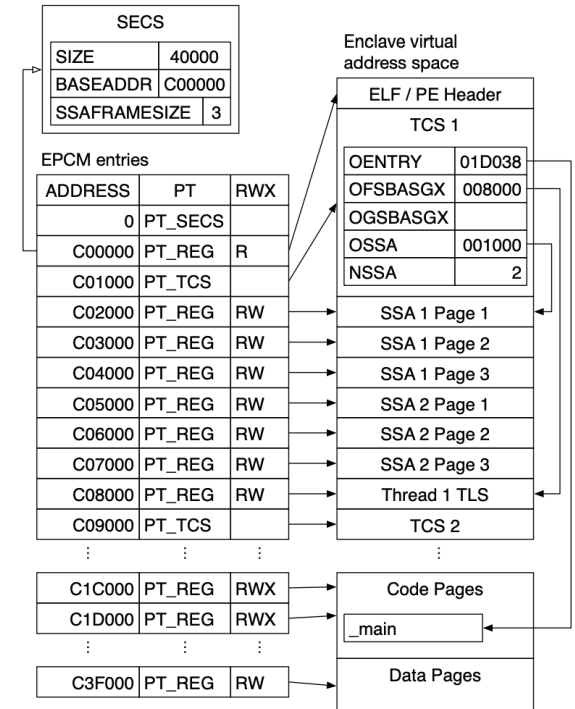 SECS
SIZE 40000
BASEADDR C00000
SSAFRAMESIZE 3
EPCM entries
ADDRESS PT RWX
0 PT_SECS
C00000 PT_REG R
C01000 PT_TCS
C02000 PT_REG RW
C03000 PT_REG RW
C04000 PT_REG RW
C05000 PT_REG RW
C06000 PT_REG RW
C07000 PT_REG RW
C08000 PT_REG RW
C09000 PT_TCS
⋮ ⋮ ⋮
C1C000 PT_REG RWX
C1D000 PT_REG RWX
⋮ ⋮ ⋮
C3F000 PT_REG RW
Enclave virtual
address space
ELF / PE Header
TCS 1
OENTRY 01D038
OFSBASGX 008000
OGSBASGX
OSSA 001000
NSSA 2
SSA 1 Page 1
SSA 1 Page 2
SSA 1 Page 3
SSA 2 Page 1
SSA 2 Page 2
SSA 2 Page 3
Thread 1 TLS
TCS 2
⋮
Code Pages
_main
Data Pages